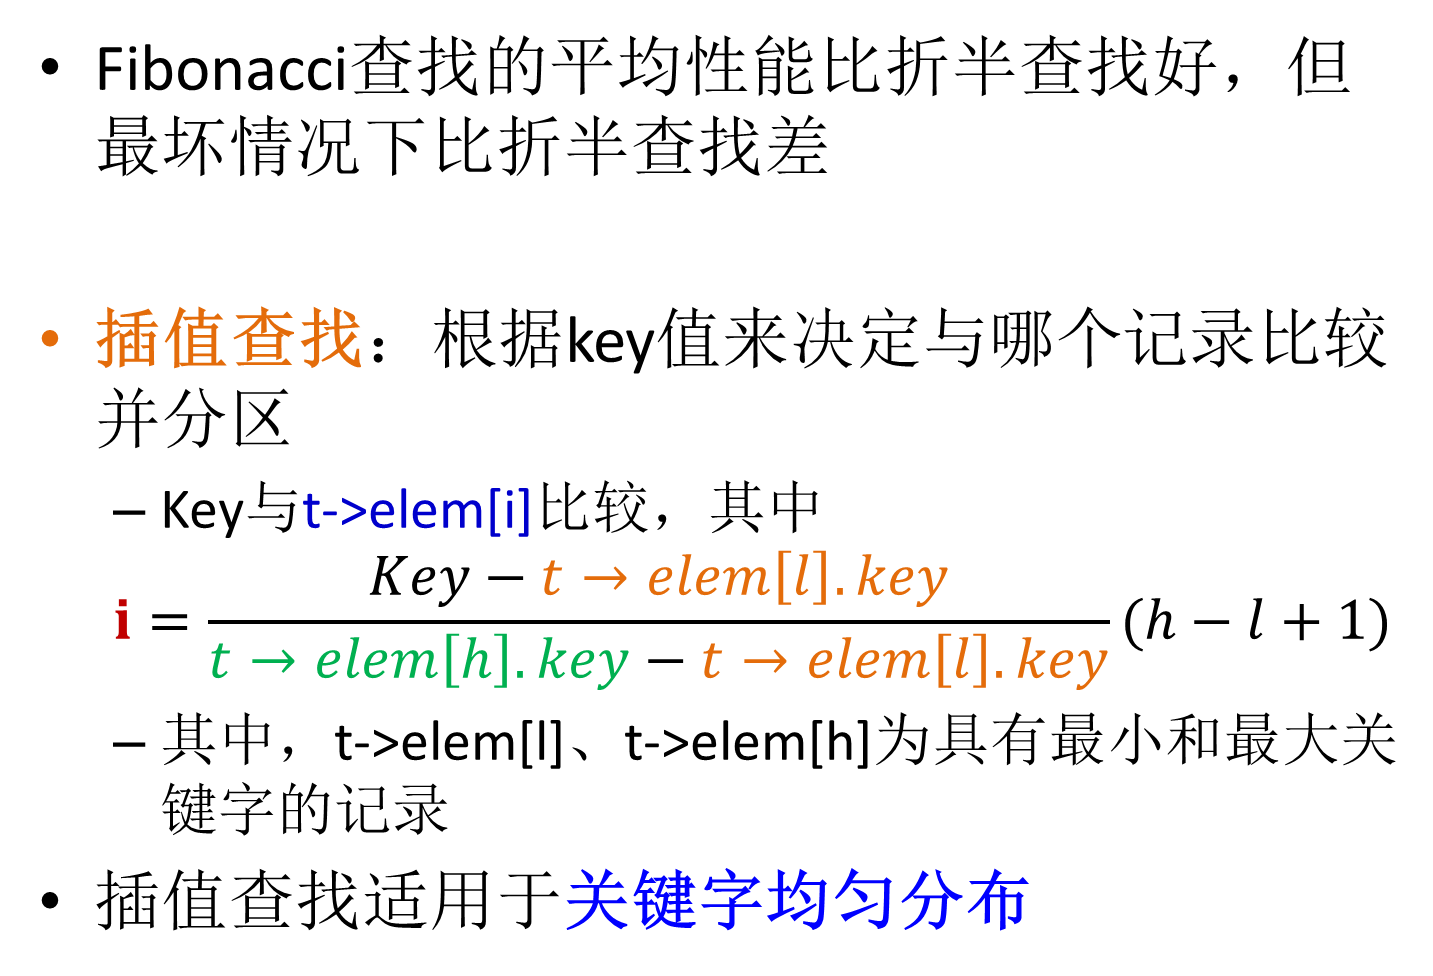 • Fibonacci查找的平均性能比折半查找好，但
最坏情况下比折半查找差
• 插值查找：根据key值来决定与哪个记录比较
并分区
– Key与t->elem[i]比较，其中
i = \frac{Key − t → elem[l].key}{t → elem[h].key − t → elem[l].key} (h − l + 1)
– 其中，t->elem[l]、t->elem[h]为具有最小和最大关
键字的记录
• 插值查找适用于关键字均匀分布